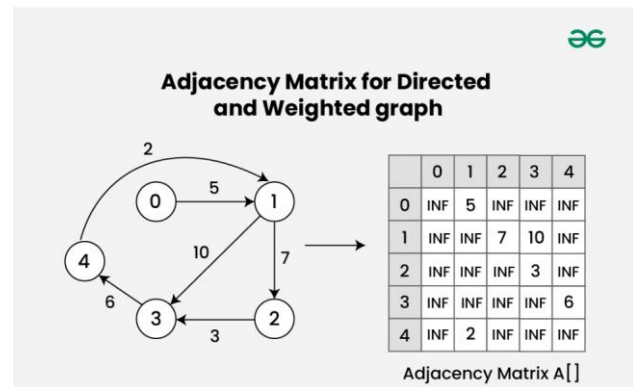 Adjacency Matrix for Directed
and Weighted graph
2
0 5 1
10 7
4
6
3 3 2
0 1 2 3 4
0 INF 5 INF INF INF
1 INF INF 7 10 INF
2 INF INF INF 3 INF
3 INF INF INF INF 6
4 INF 2 INF INF INF
Adjacency Matrix A[]